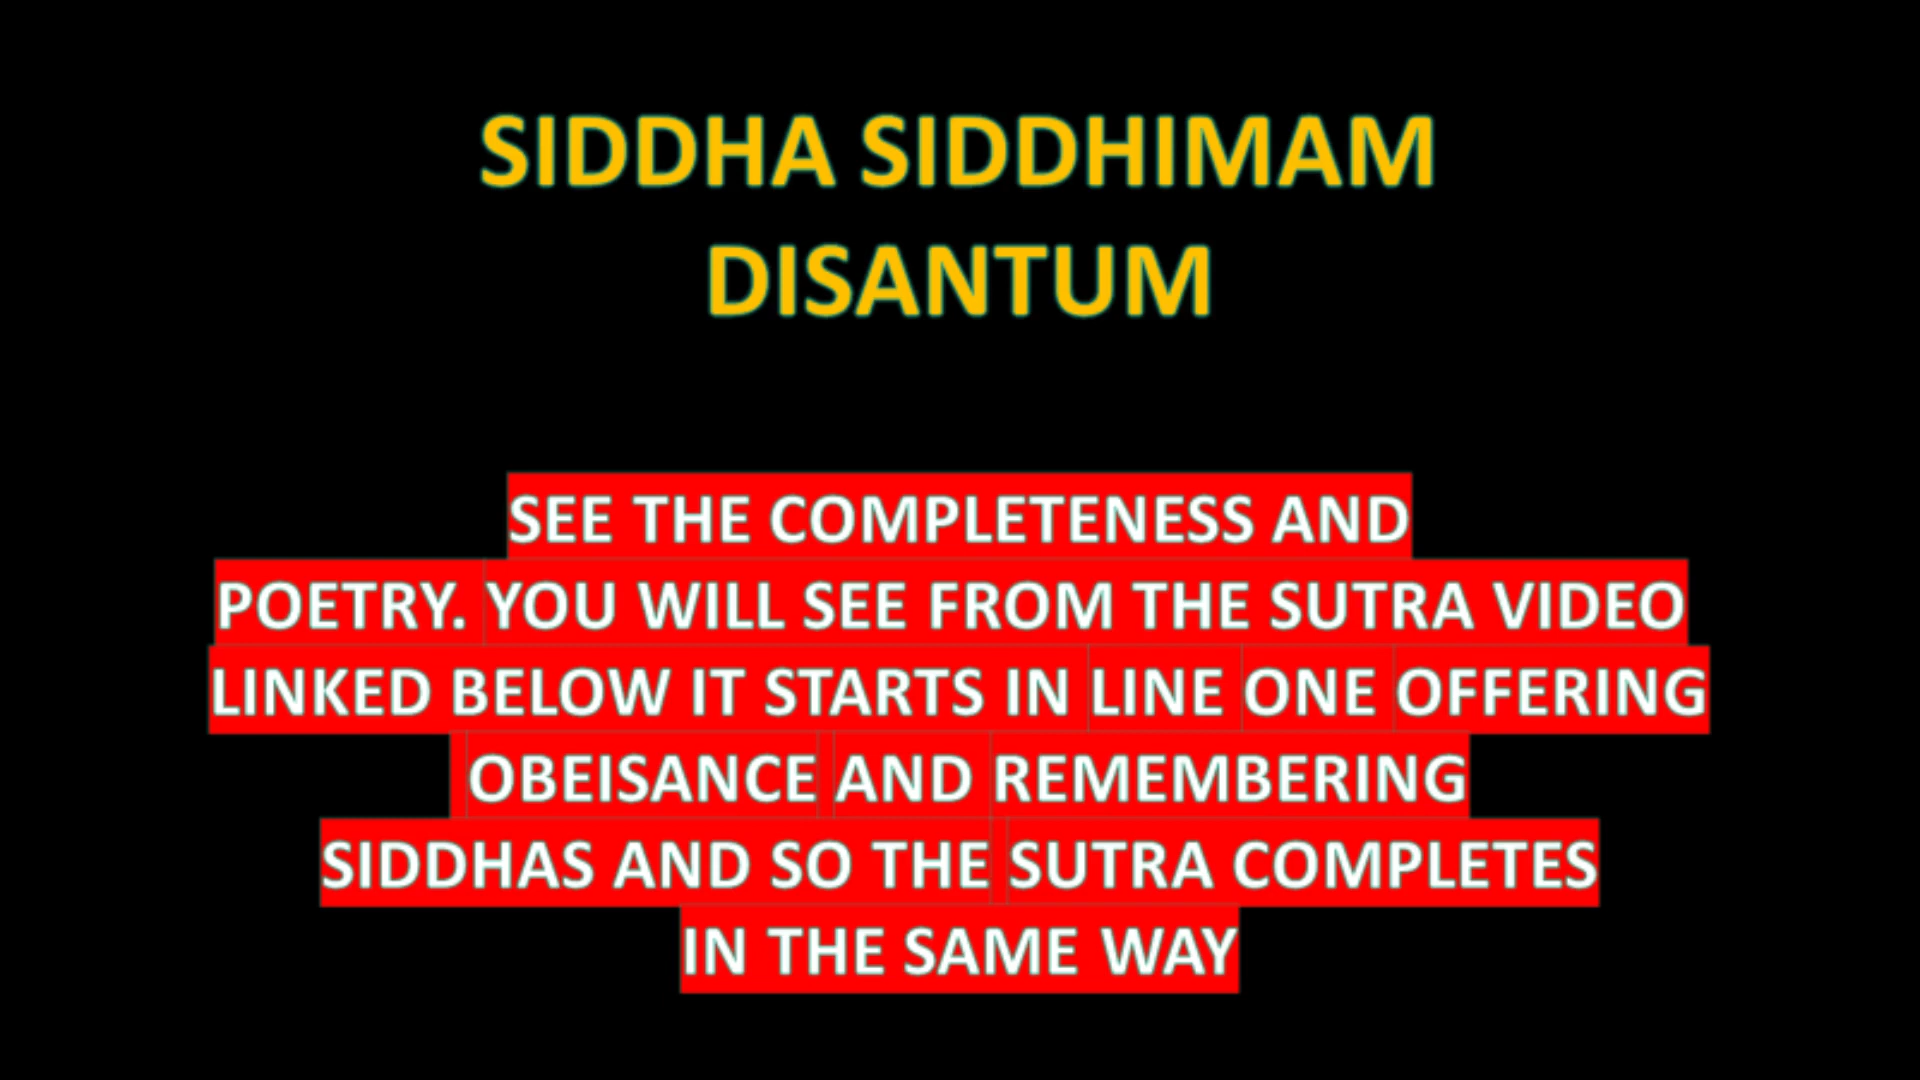 SIDDHA SIDDHIMAM
DISANTUM
SEE THE COMPLETENESS AND
POETRY. YOU WILL SEE FROM THE SUTRA VIDEO
LINKED BELOW IT STARTS IN LINE ONE OFFERING
OBEISANCE AND REMEMBERING
SIDDHAS AND SO THE SUTRA COMPLETES
IN THE SAME WAY